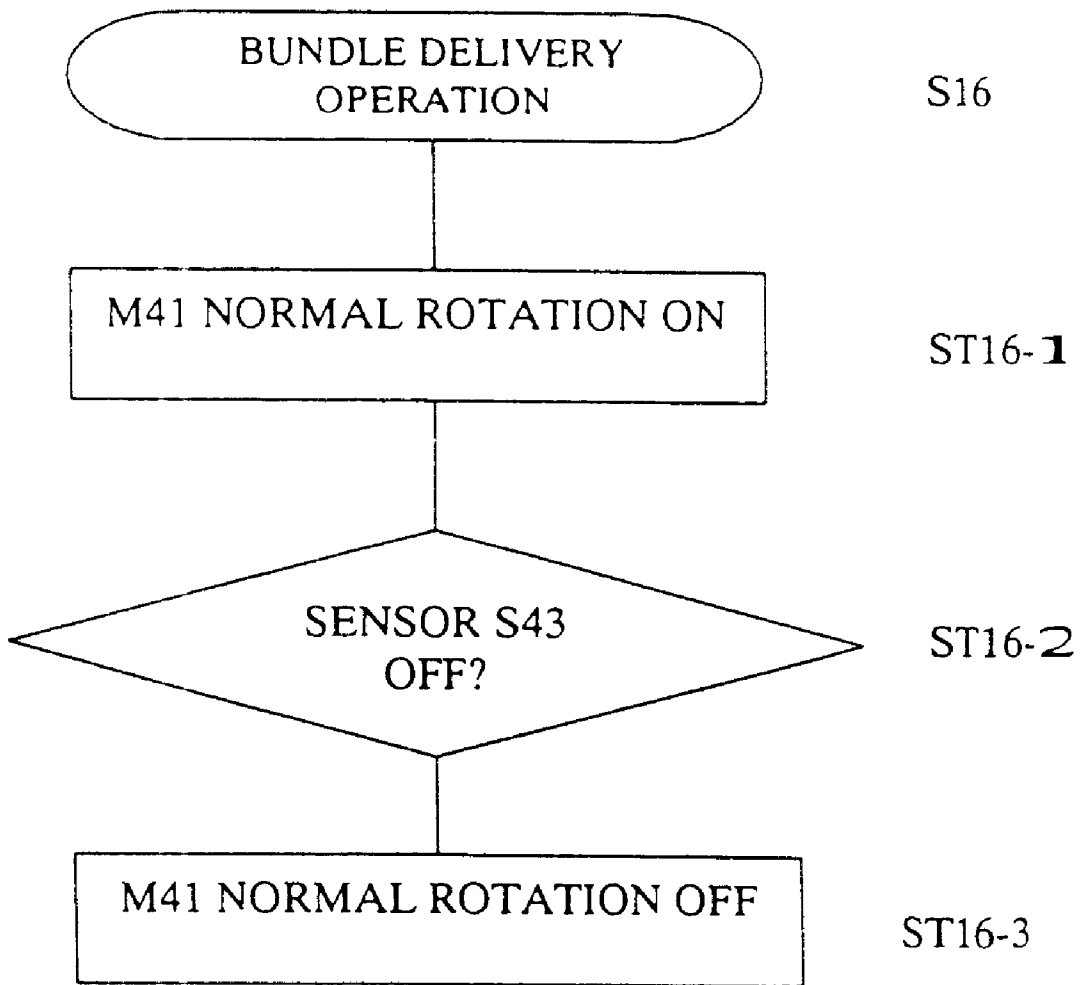 BUNDLE DELIVERY
OPERATION
S16
M41 NORMAL ROTATION ON
ST16-1
SENSOR S43
OFF?
ST16-2
M41 NORMAL ROTATION OFF
ST16-3